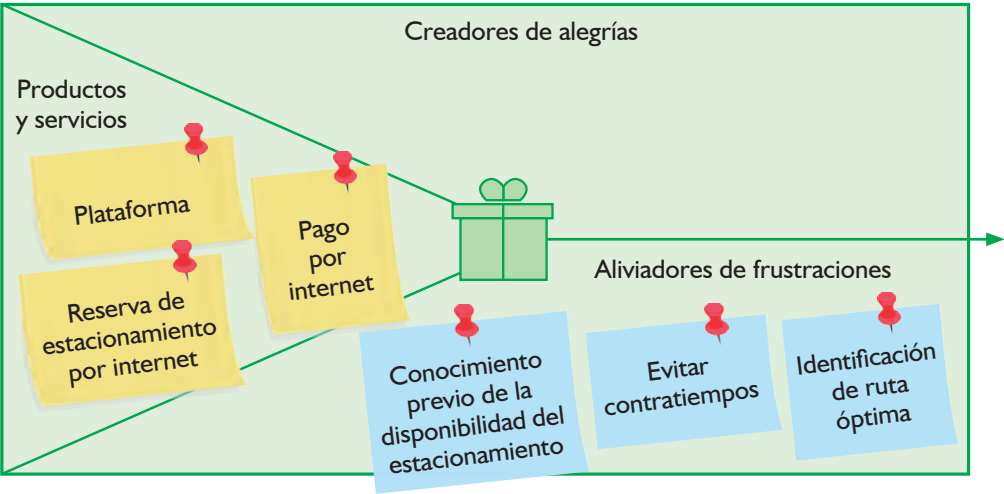 Creadores de alegrías
Productos
y servicios
Plataforma
Pago
por
internet
Reserva de
estacionamiento
por internet
Aliviadores de frustraciones
Conocimiento
previo de la
disponibilidad del
estacionamiento
Evitar
contratiempos
Identificación
de ruta
óptima